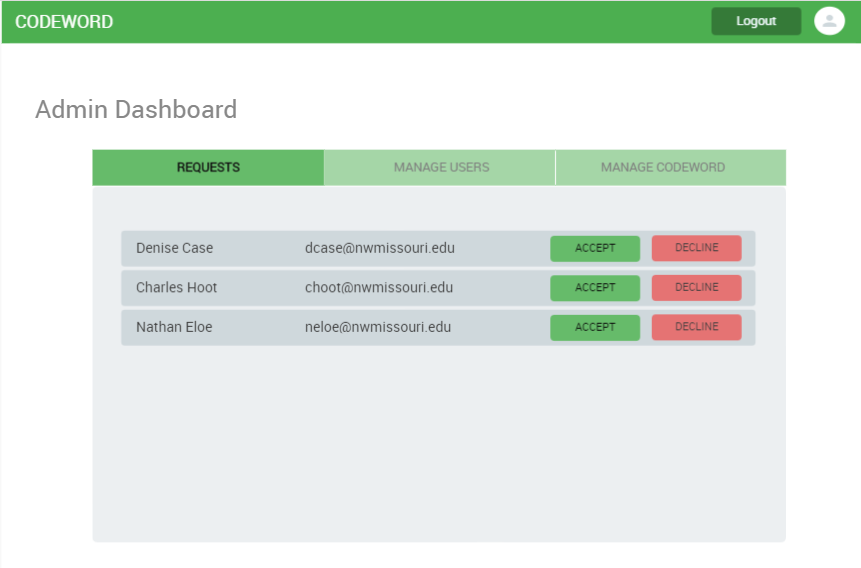 CODEWORD Logout
Admin Dashboard
REQUESTS MANAGE USERS MANAGE CODEWORD
Denise Case dcase@nwmissouri.edu ACCEPT DECLINE
Charles Hoot choot@nwmissouri.edu ACCEPT DECLINE
Nathan Eloe neloe@nwmissouri.edu ACCEPT DECLINE